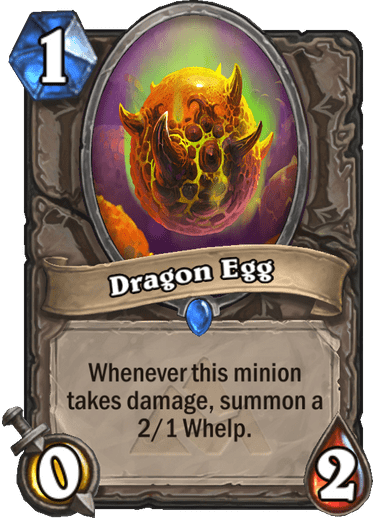 1
Dragon Egg
Whenever this minion
takes damage, summon a
2/1 Whelp.
0
2